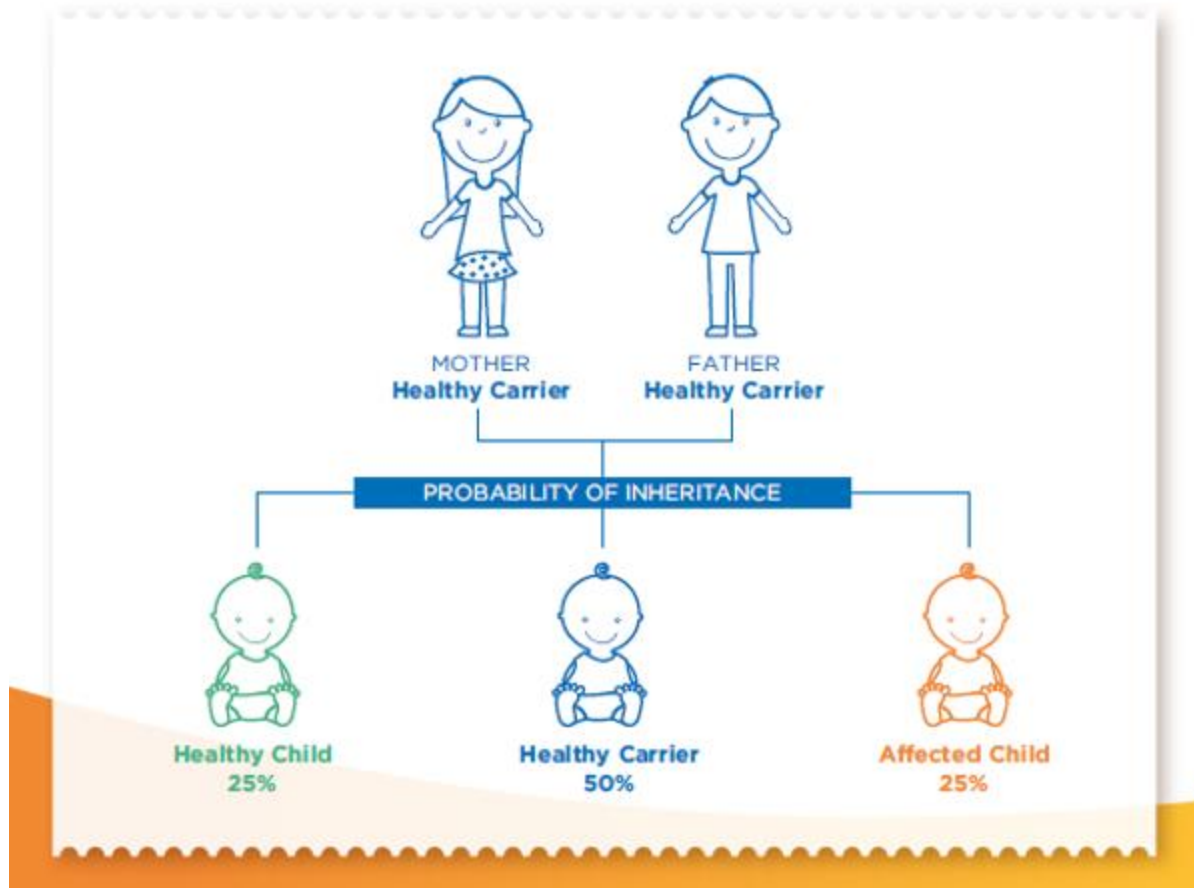 MOTHER
Healthy Carrier
FATHER
Healthy Carrier
PROBABILITY OF INHERITANCE
Healthy Child
25%
Healthy Carrier
50%
Affected Child
25%